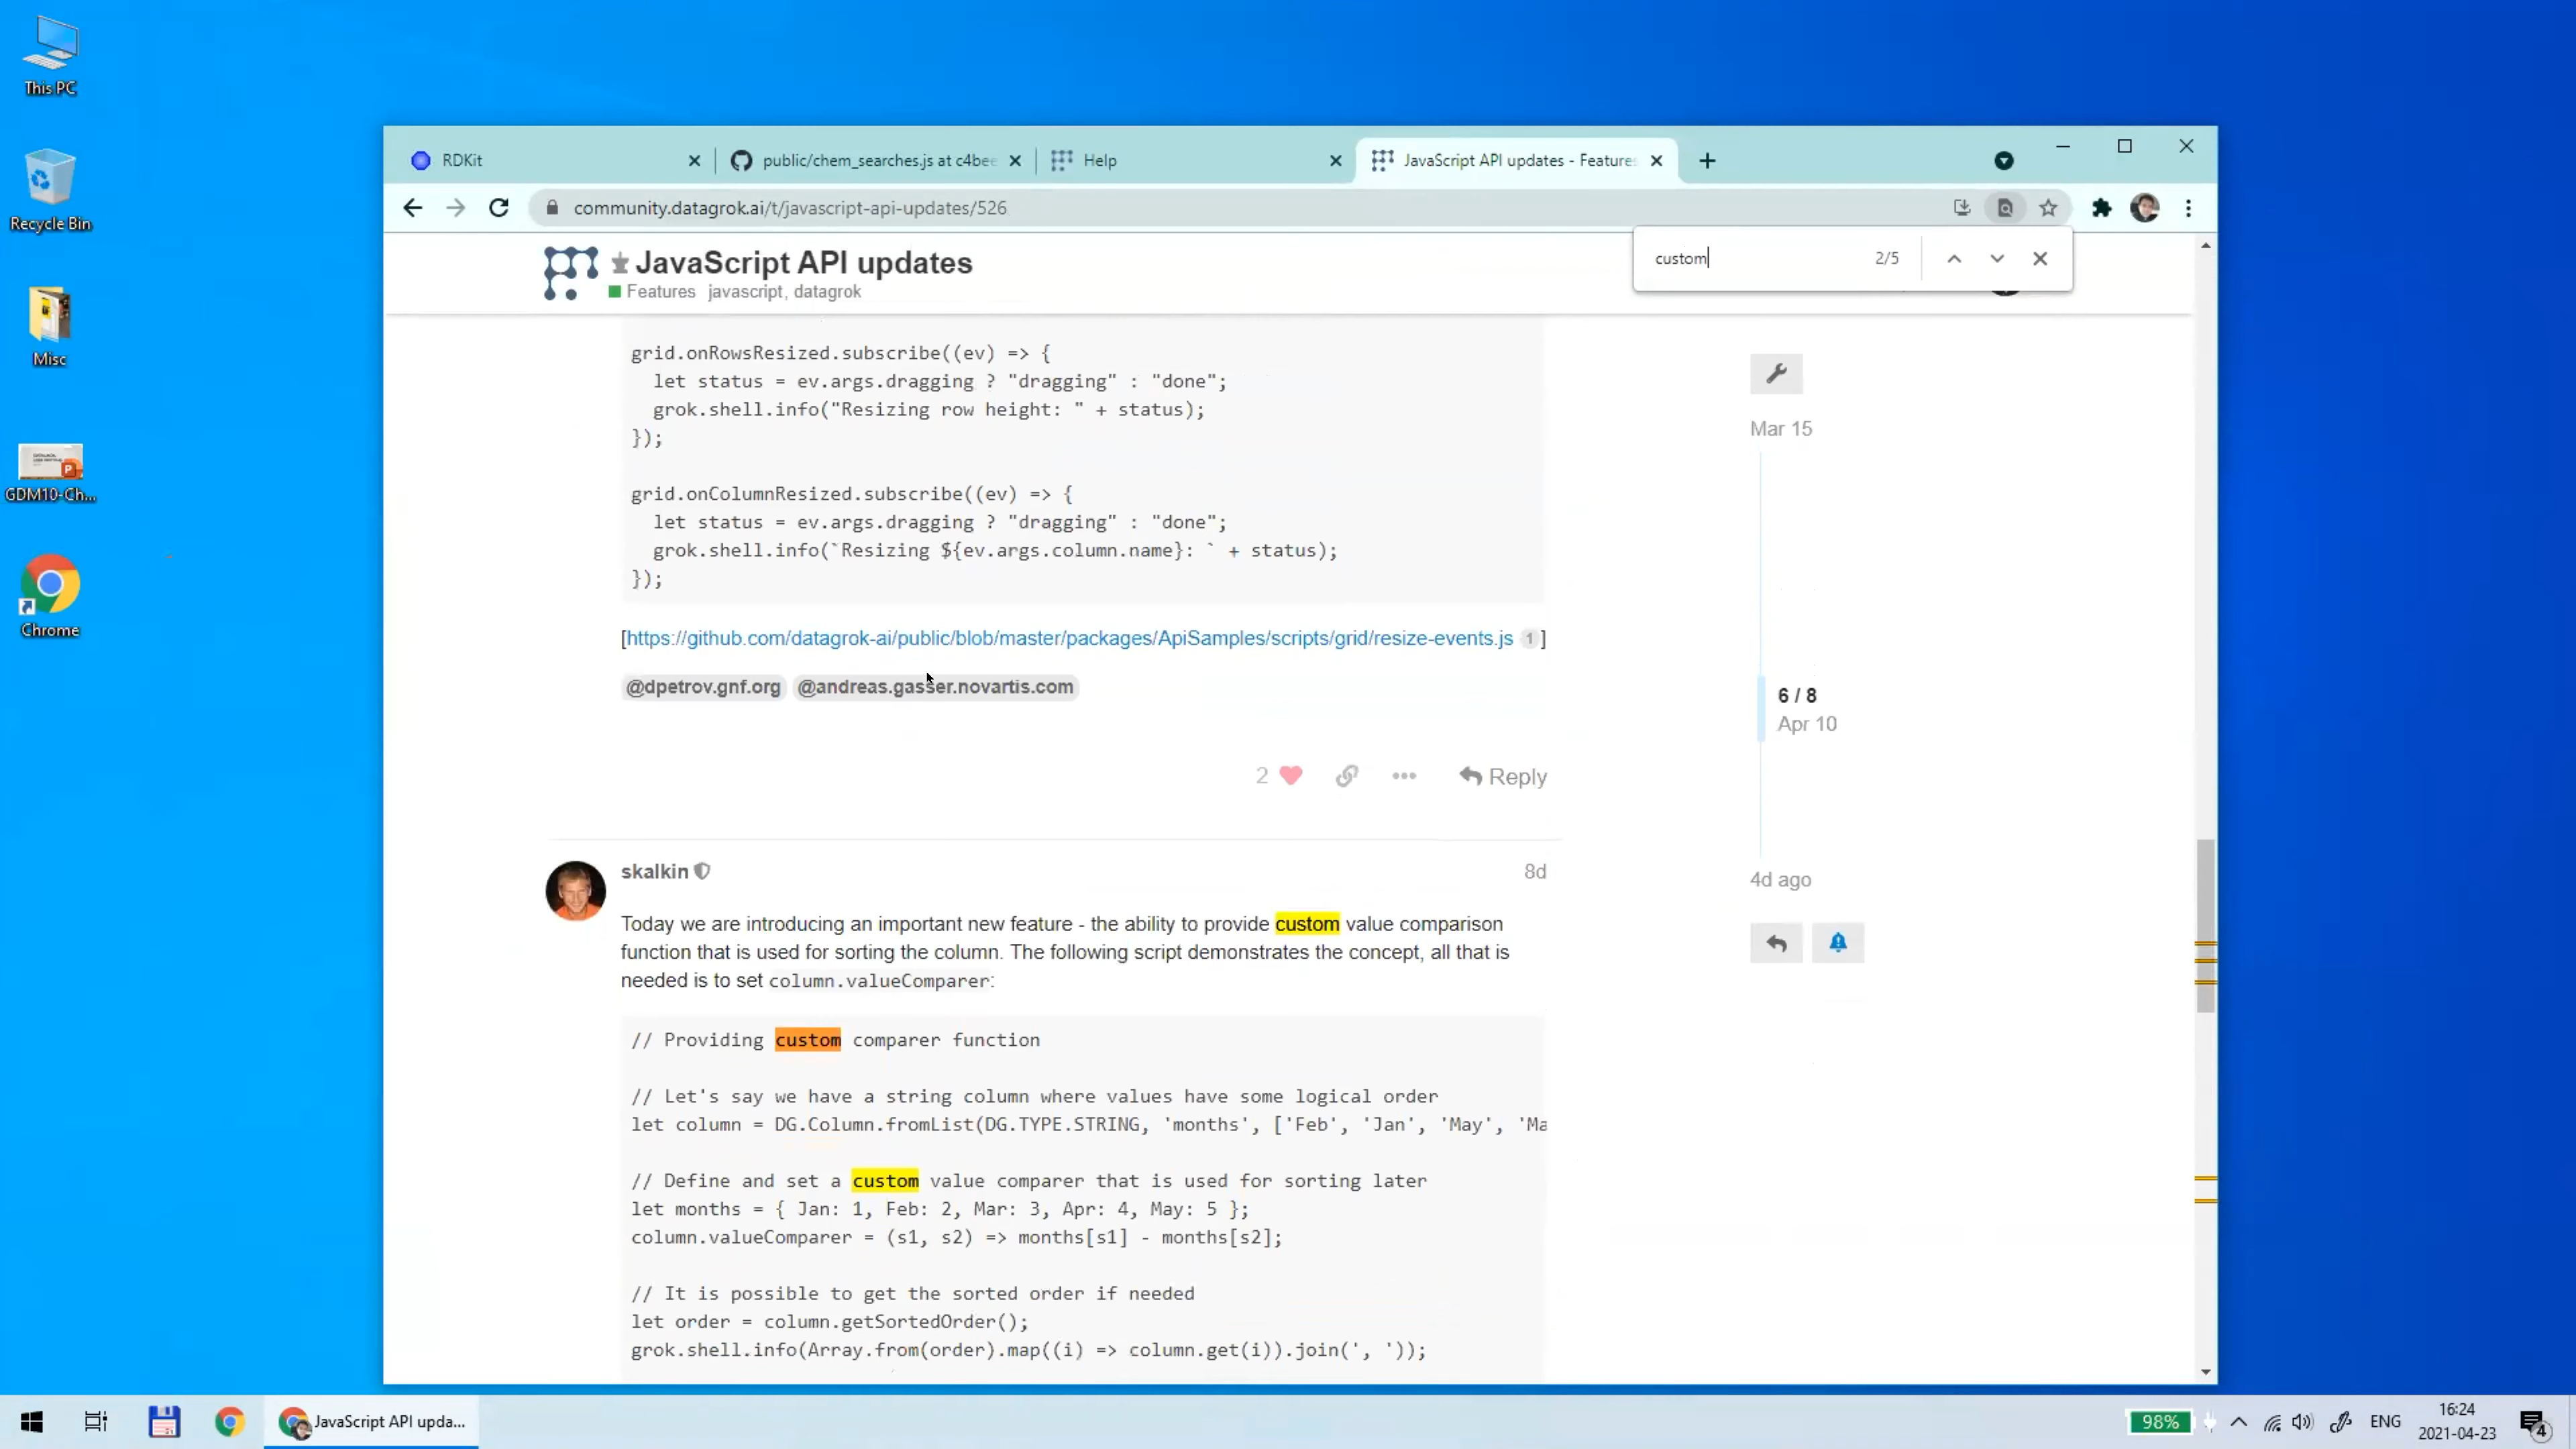 This PC
Recycle Bin
Misc
GDM10-Ch...
Chrome
RDKit
public/chem_searches.js at c4bee
Help
JavaScript API updates - Features
community.datagrok.ai/t/javascript-api-updates/526
custom
2/5
JavaScript API updates
Features javascript, datagrok
grid.onRowsResized.subscribe((ev) => {
let status = ev.args.dragging ? "dragging" : "done";
grok.shell.info("Resizing row height: " + status);
});
grid.onColumnResized.subscribe((ev) => {
let status = ev.args.dragging ? "dragging" : "done";
grok.shell.info(`Resizing ${ev.args.column.name}: ` + status);
});
[https://github.com/datagrok-ai/public/blob/master/packages/ApiSamples/scripts/grid/resize-events.js 1 ]
@dpetrov.gnf.org @andreas.gasser.novartis.com
2
Reply
Mar 15
6 / 8
Apr 10
4d ago
skalkin
8d
Today we are introducing an important new feature - the ability to provide custom value comparison
function that is used for sorting the column. The following script demonstrates the concept, all that is
needed is to set column.valueComparer:
// Providing custom comparer function
// Let's say we have a string column where values have some logical order
let column = DG.Column.fromList(DG.TYPE.STRING, 'months', ['Feb', 'Jan', 'May', 'Ma
// Define and set a custom value comparer that is used for sorting later
let months = { Jan: 1, Feb: 2, Mar: 3, Apr: 4, May: 5 };
column.valueComparer = (s1, s2) => months[s1] - months[s2];
// It is possible to get the sorted order if needed
let order = column.getSortedOrder();
grok.shell.info(Array.from(order).map((i) => column.get(i)).join(', '));
JavaScript API upda...
98%
ENG
16:24
2021-04-23
4